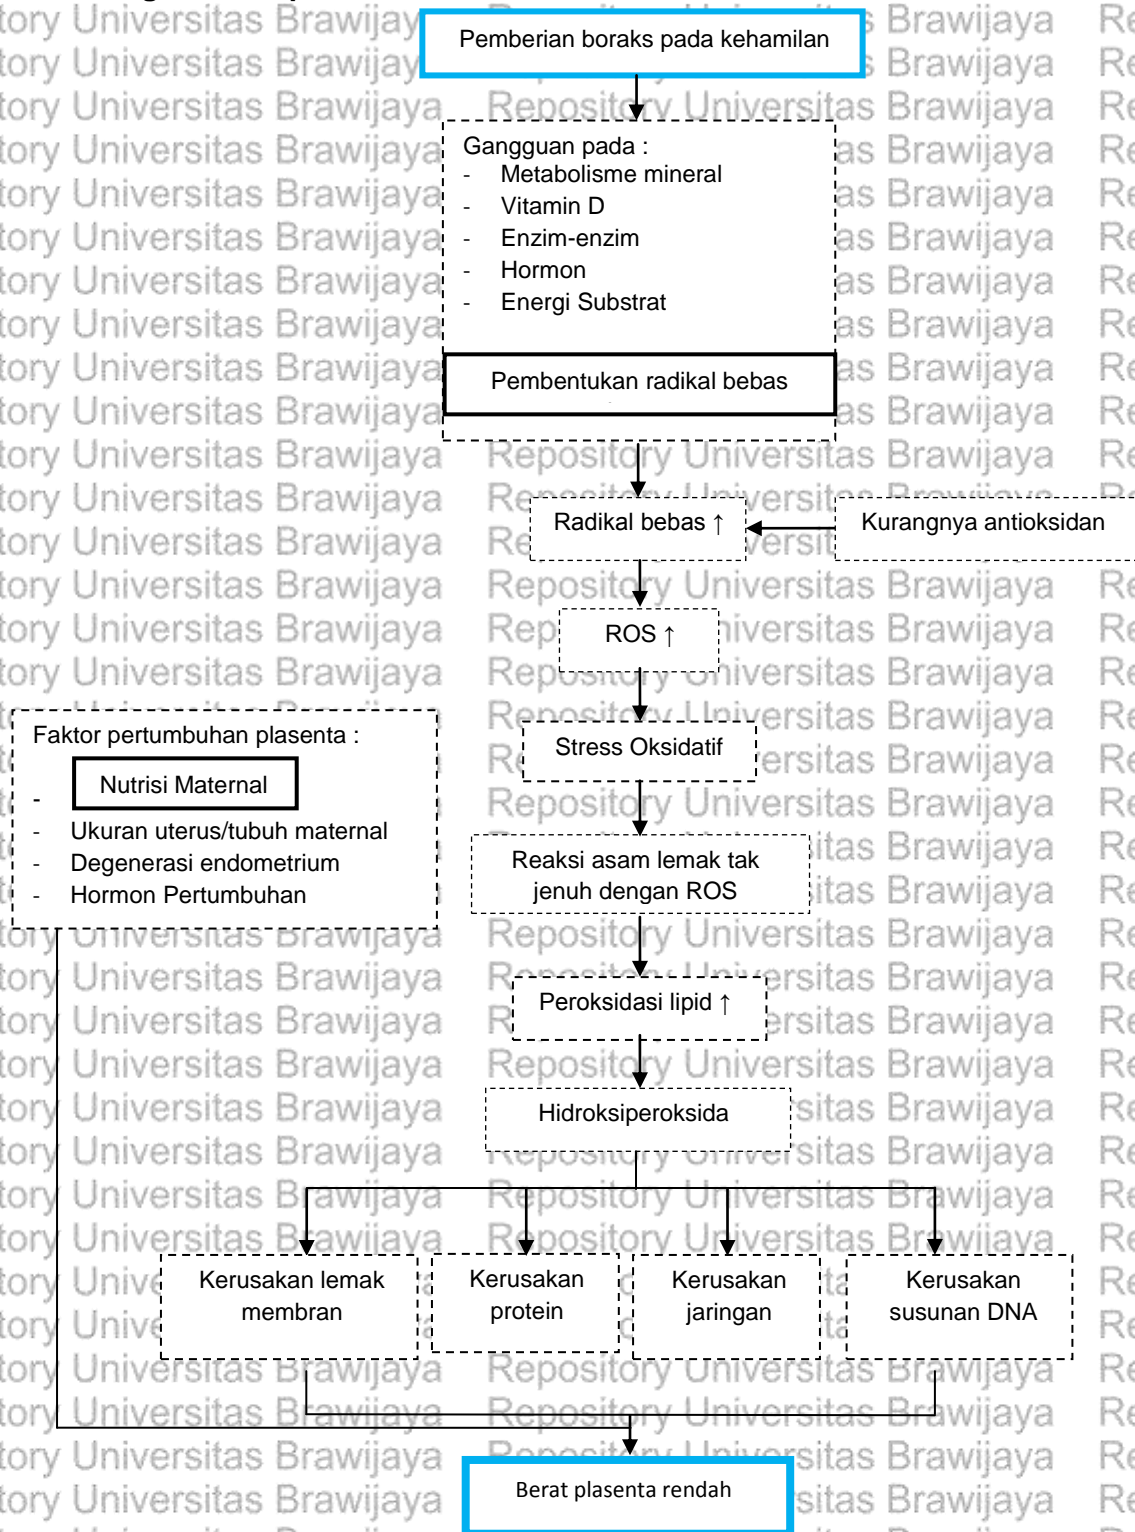 Pemberian boraks pada kehamilan
Gangguan pada :
- Metabolisme mineral
- Vitamin D
- Enzim-enzim
- Hormon
- Energi Substrat
Pembentukan radikal bebas
Radikal bebas ↑
Kurangnya antioksidan
ROS ↑
Stress Oksidatif
Faktor pertumbuhan plasenta :
- Nutrisi Maternal
- Ukuran uterus/tubuh maternal
- Degenerasi endometrium
- Hormon Pertumbuhan
Reaksi asam lemak tak
jenuh dengan ROS
Peroksidasi lipid ↑
Hidroksiperoksida
Kerusakan lemak
membran
Kerusakan
protein
Kerusakan
jaringan
Kerusakan
susunan DNA
Berat plasenta rendah
Repository Universitas Brawijaya